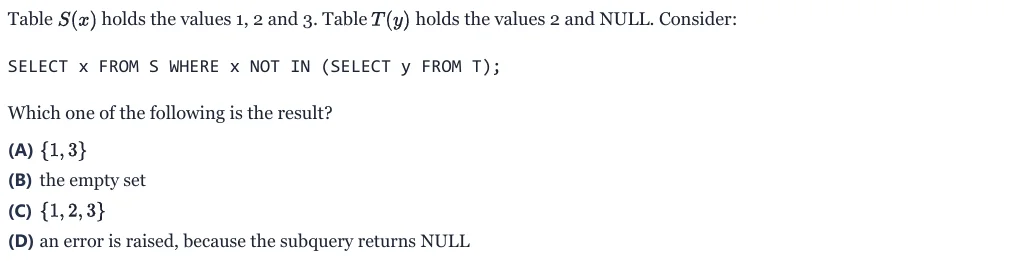 Table S(x) holds the values 1, 2 and 3. Table T(y) holds the values 2 and NULL. Consider:
SELECT x FROM S WHERE x NOT IN (SELECT y FROM T);
Which one of the following is the result?
(A) {1, 3}
(B) the empty set
(C) {1, 2, 3}
(D) an error is raised, because the subquery returns NULL